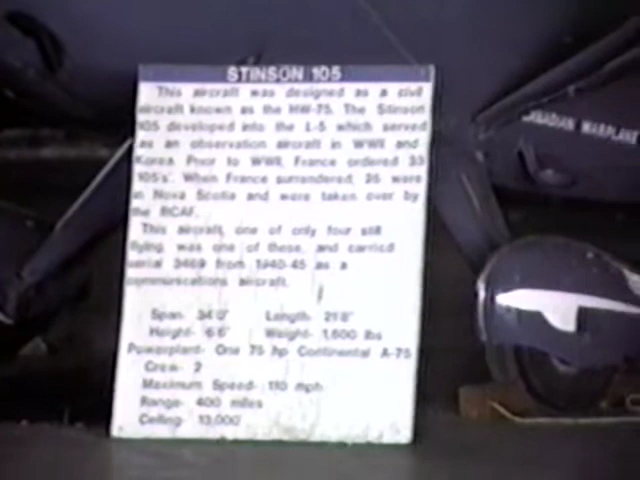 STINSON 105
This aircraft was designed as a civil
aircraft known as the HW-75. The Stinson
105 developed into the L-5 which served
as an observation aircraft in WWII and
Korea. Prior to WWII, France ordered
105's. When France surrendered, 25 were
in Nova Scotia and were taken over by
the RCAF.
This aircraft, one of only four still
flying, was one of these, and carried
serial 3469 from 1940-45 as a
communications aircraft.
Span- 34'0" Length- 21'8"
Height- 6'6" Weight- 1,600 lbs
Powerplant- One 75 hp Continental A-75
Crew- 2
Maximum Speed- 110 mph
Range- 400 miles
Ceiling- 13,000'
CANADIAN WARPLANE